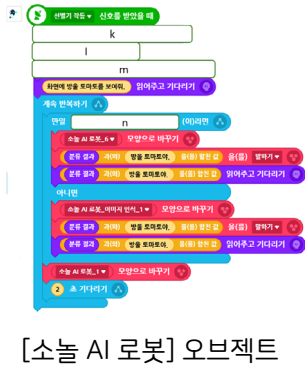 선별기 작동 신호를 받았을 때
k
l
m
화면에 방울 토마토를 보여줘. 읽어주고 기다리기
계속 반복하기
만일 n (이)라면
소놀 AI 로봇_6 모양으로 바꾸기
분류 결과 과(와) 방울 토마토야. 을(를) 합친 값 을(를) 말하기
분류 결과 과(와) 방울 토마토야. 을(를) 합친 값 읽어주고 기다리기
아니면
소놀 AI 로봇_이미지 인식_1 모양으로 바꾸기
분류 결과 과(와) 방울 토마토야. 을(를) 합친 값 을(를) 말하기
분류 결과 과(와) 방울 토마토야. 을(를) 합친 값 읽어주고 기다리기
소놀 AI 로봇_1 모양으로 바꾸기
2 초 기다리기
[소놀 AI 로봇] 오브젝트